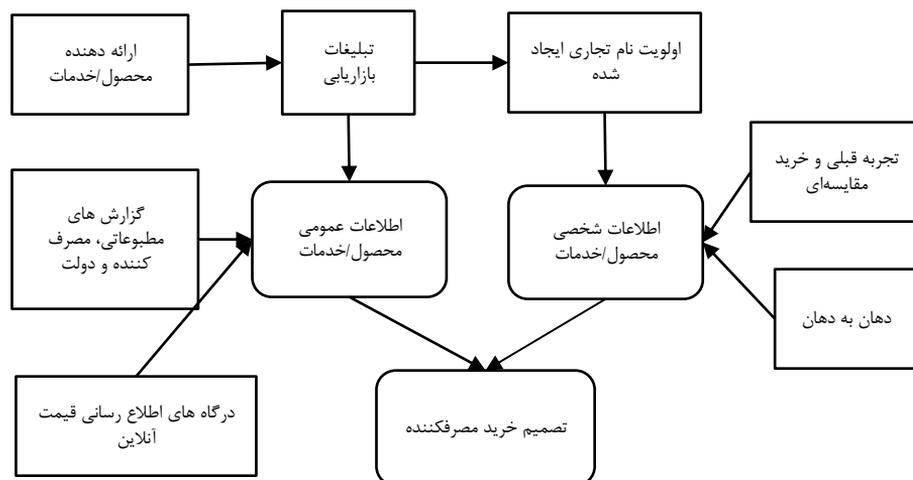 ارائه دهنده
محصول/خدمات
تبلیغات
بازاریابی
اولویت نام تجاری ایجاد
شده
تجربه قبلی و خرید
مقایسه‌ای
گزارش های
مطبوعاتی، مصرف
کننده و دولت
اطلاعات عمومی
محصول/خدمات
اطلاعات شخصی
محصول/خدمات
دهان به دهان
درگاه های اطلاع رسانی قیمت
آنلاین
تصمیم خرید مصرفکننده